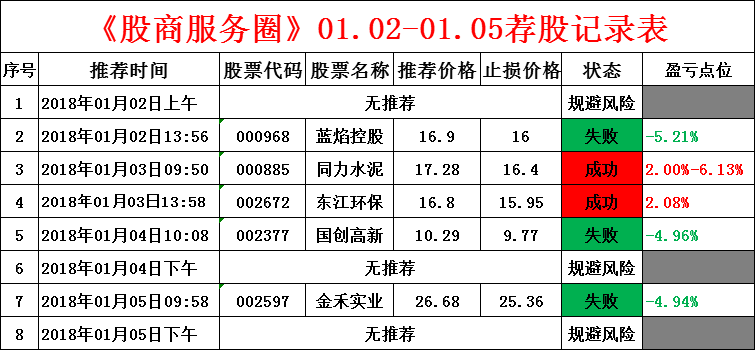 《股商服务圈》01.02-01.05荐股记录表
序号 推荐时间 股票代码 股票名称 推荐价格 止损价格 状态 盈亏点位
1 2018年01月02日上午 无推荐 规避风险
2 2018年01月02日13:56 000968 蓝焰控股 16.9 16 失败 -5.21%
3 2018年01月03日09:50 000885 同力水泥 17.28 16.4 成功 2.00%-6.13%
4 2018年01月03日13:58 002672 东江环保 16.8 15.95 成功 2.08%
5 2018年01月04日10:08 002377 国创高新 10.29 9.77 失败 -4.96%
6 2018年01月04日下午 无推荐 规避风险
7 2018年01月05日09:58 002597 金禾实业 26.68 25.36 失败 -4.94%
8 2018年01月05日下午 无推荐 规避风险